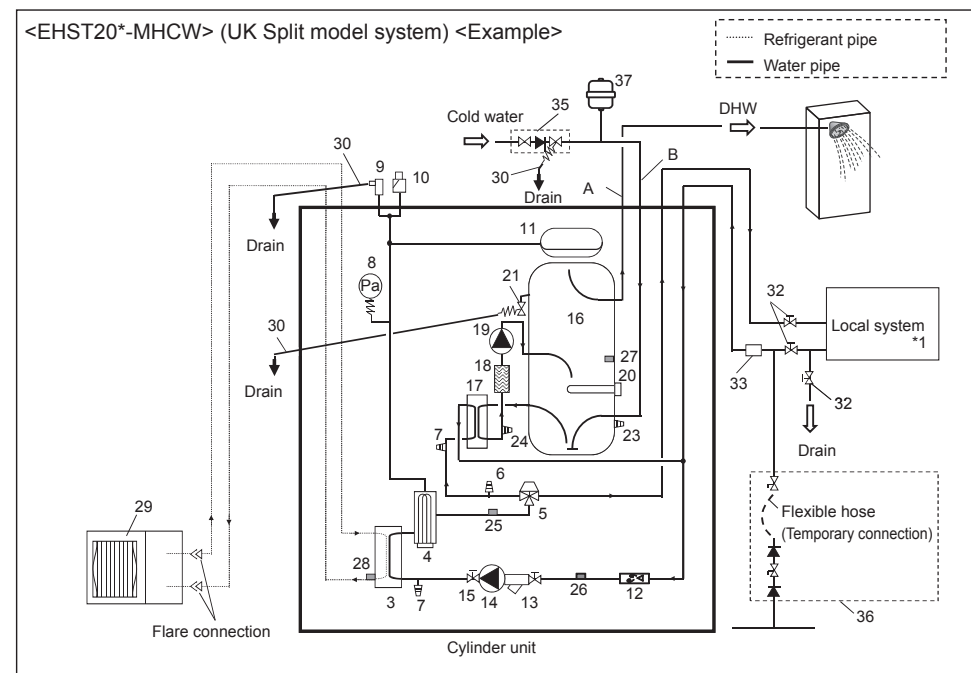 <EHST20*-MHCW> (UK Split model system) <Example>
Refrigerant pipe
Water pipe
37
Cold water
35
DHW
30
9
10
30
Drain
A
B
Drain
11
8
Pa
21
16
32
Local system
*1
30
19
27
18
20
33
Drain
17
32
7
24
23
Drain
6
Flexible hose
(Temporary connection)
29
25
5
4
28
26
12
3
7
15
14
13
36
Flare connection
Cylinder unit